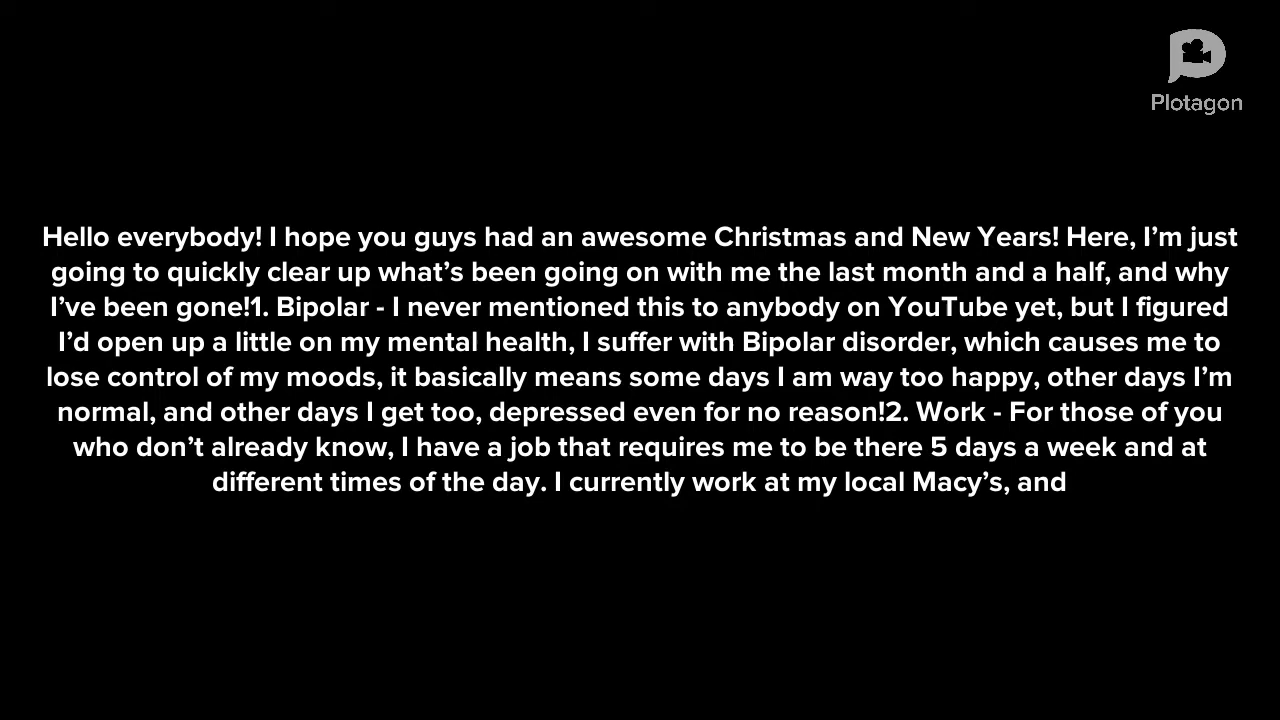 Plotagon
Hello everybody! I hope you guys had an awesome Christmas and New Years! Here, I’m just
going to quickly clear up what’s been going on with me the last month and a half, and why
I’ve been gone!1. Bipolar - I never mentioned this to anybody on YouTube yet, but I figured
I’d open up a little on my mental health, I suffer with Bipolar disorder, which causes me to
lose control of my moods, it basically means some days I am way too happy, other days I’m
normal, and other days I get too, depressed even for no reason!2. Work - For those of you
who don’t already know, I have a job that requires me to be there 5 days a week and at
different times of the day. I currently work at my local Macy’s, and